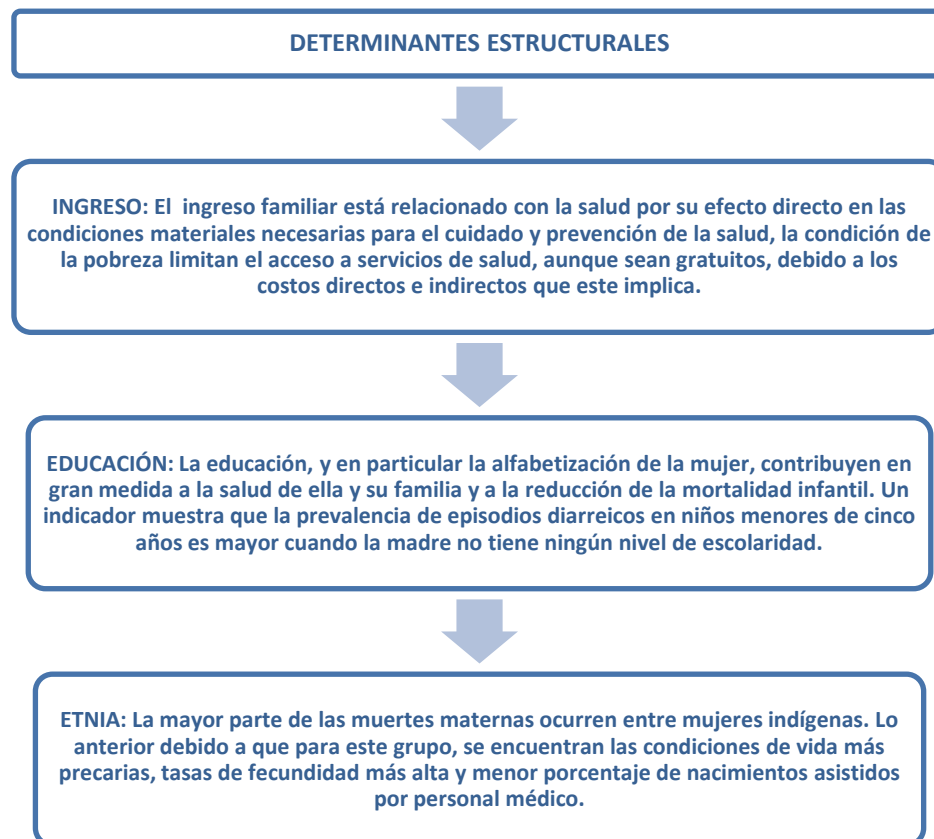 DETERMINANTES ESTRUCTURALES
INGRESO: El  ingreso familiar está relacionado con la salud por su efecto directo en las
condiciones materiales necesarias para el cuidado y prevención de la salud, la condición de
la pobreza limitan el acceso a servicios de salud, aunque sean gratuitos, debido a los
costos directos e indirectos que este implica.
EDUCACIÓN: La educación, y en particular la alfabetización de la mujer, contribuyen en
gran medida a la salud de ella y su familia y a la reducción de la mortalidad infantil. Un
indicador muestra que la prevalencia de episodios diarreicos en niños menores de cinco
años es mayor cuando la madre no tiene ningún nivel de escolaridad.
ETNIA: La mayor parte de las muertes maternas ocurren entre mujeres indígenas. Lo
anterior debido a que para este grupo, se encuentran las condiciones de vida más
precarias, tasas de fecundidad más alta y menor porcentaje de nacimientos asistidos
por personal médico.